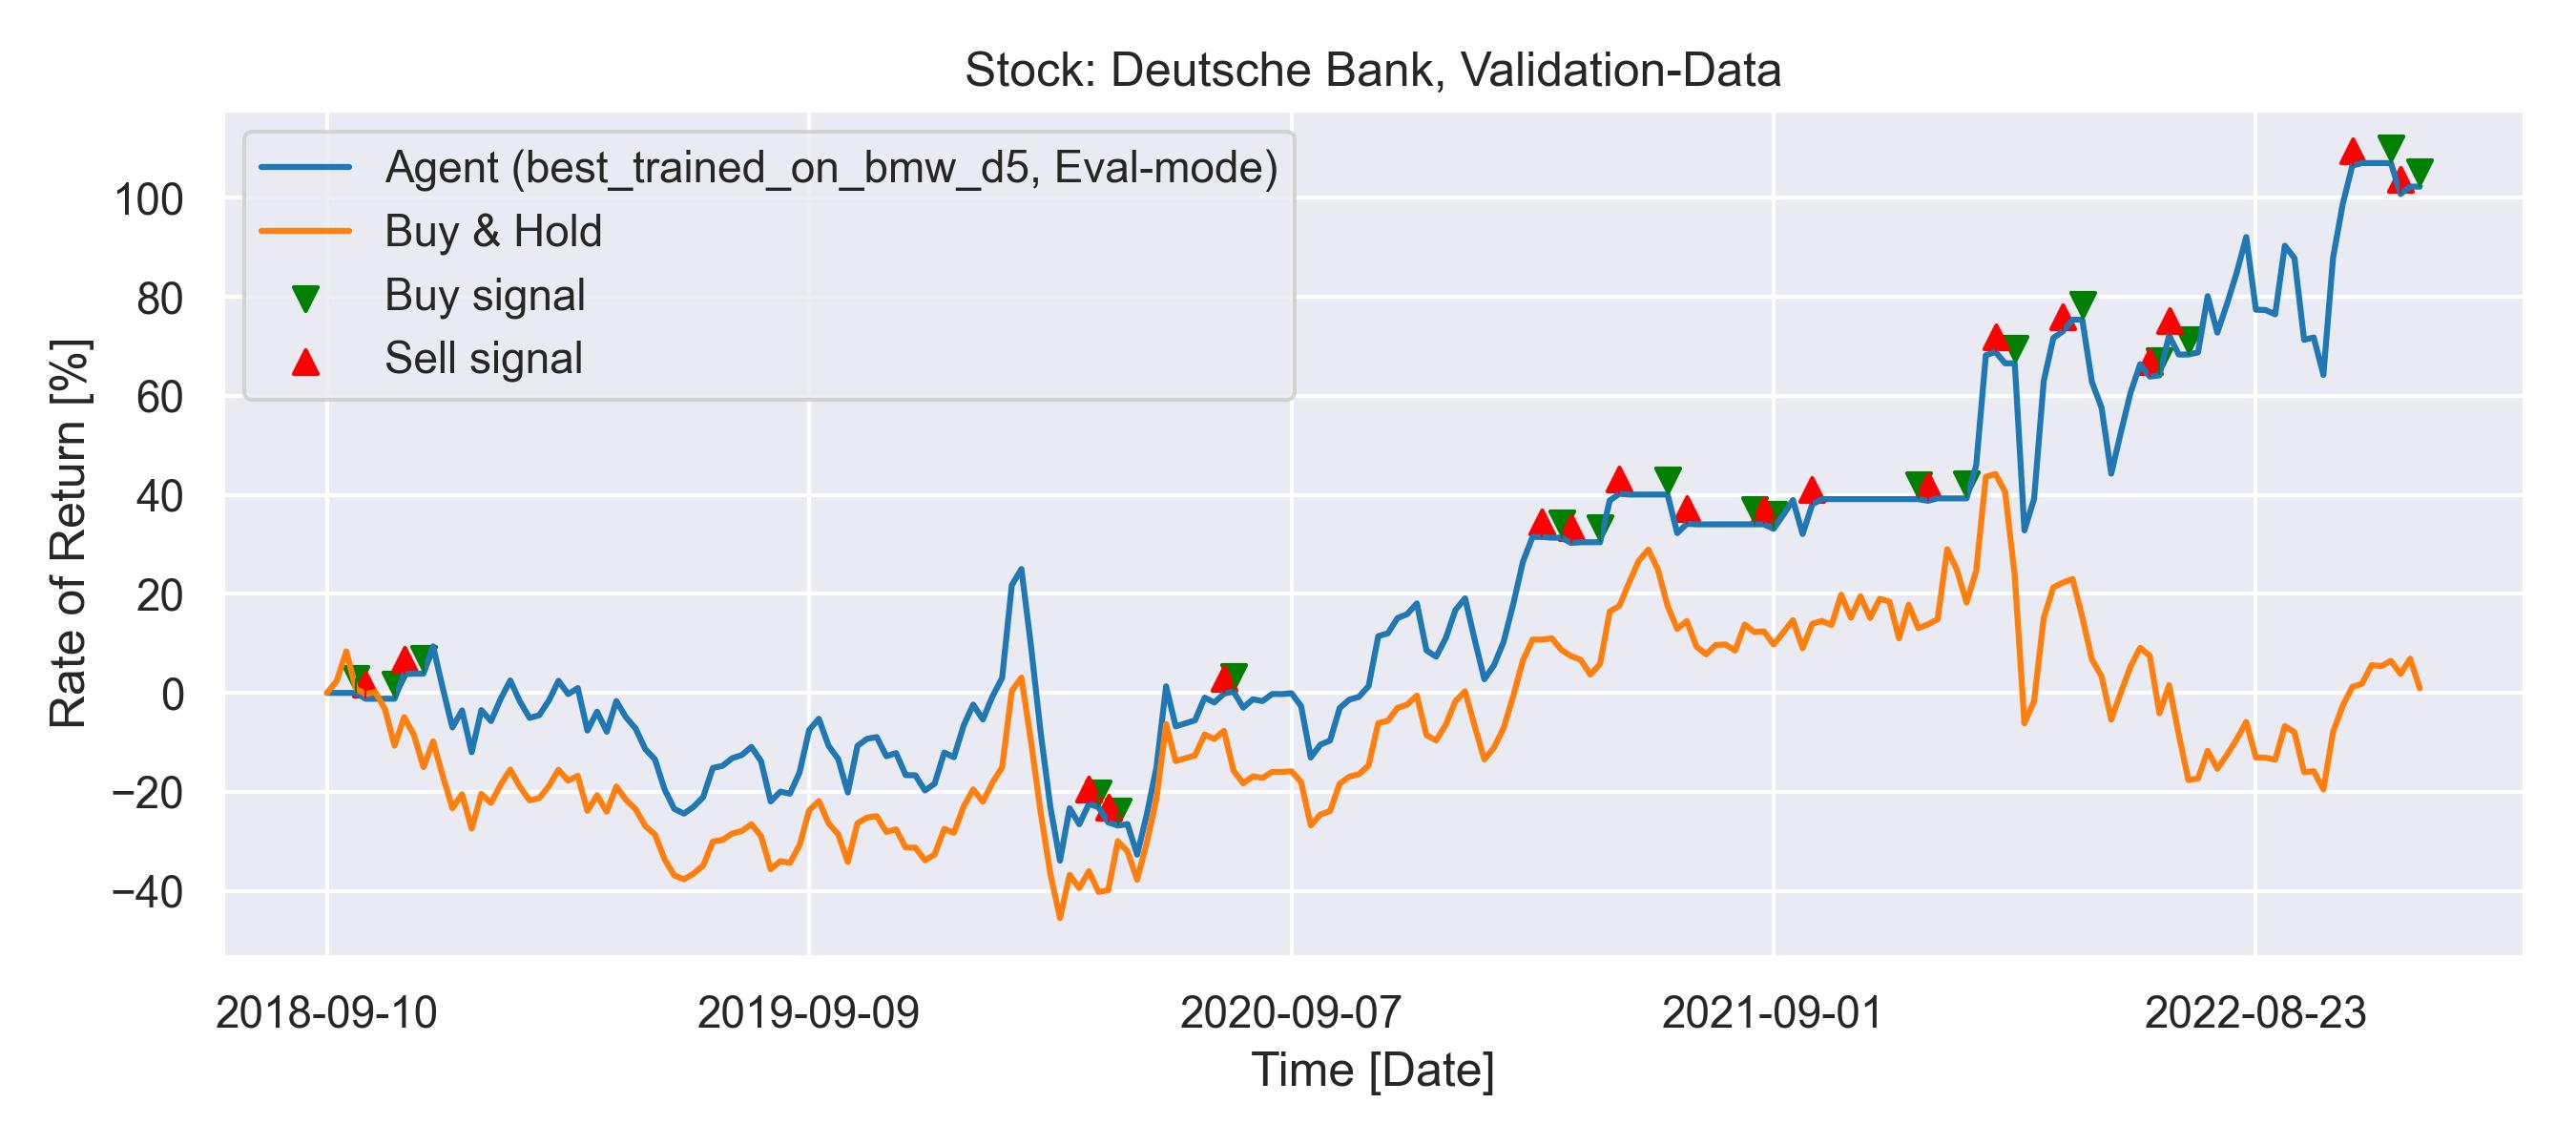 Stock: Deutsche Bank, Validation-Data
Agent (best_trained_on_bmw_d5, Eval-mode)
Buy & Hold
Buy signal
Sell signal
Rate of Return [%]
100
80
60
40
20
0
−20
−40
2018-09-10
2019-09-09
2020-09-07
2021-09-01
2022-08-23
Time [Date]